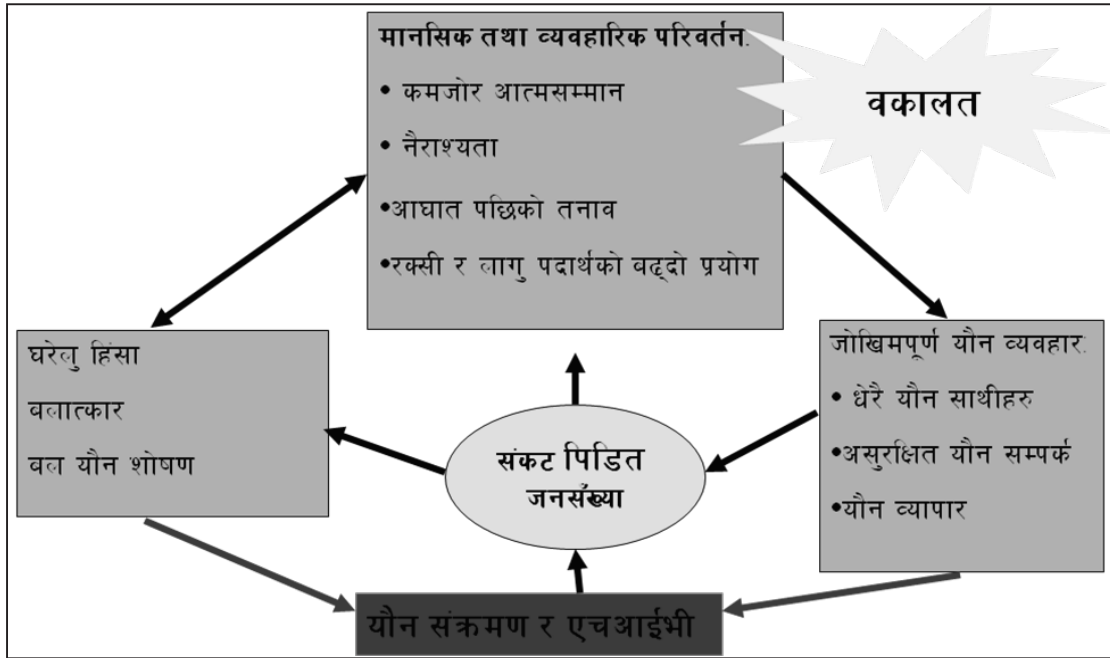 मानसिक तथा व्यवहारिक परिवर्तन:
• कमजोर आत्मसम्मान
• नैराश्यता
•आघात पछिको तनाव
•रक्सी र लागु पदार्थको बढ्दो प्रयोग
वकालत
घरेलु हिंसा
बलात्कार
बल यौन शोषण
संकट पिडित
जनसँख्या
जोखिमपूर्ण यौन व्यवहार:
• धेरै यौन साथीहरु
•असुरक्षित यौन सम्पर्क
•यौन व्यापार
यौन संक्रमण र एचआईभी